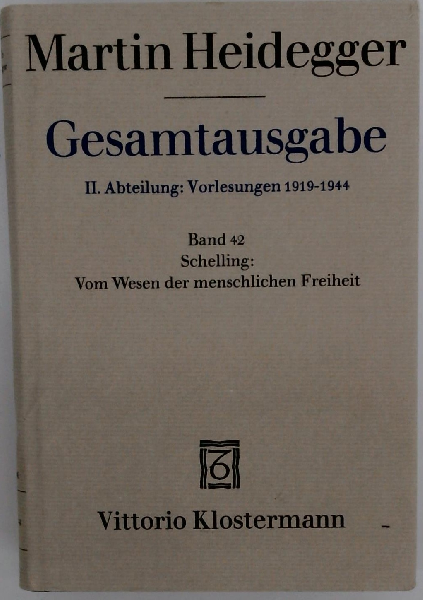 Martin Heidegger
Gesamtausgabe
II. Abteilung: Vorlesungen 1919-1944
Band 42
Schelling:
Vom Wesen der menschlichen Freiheit
Vittorio Klostermann